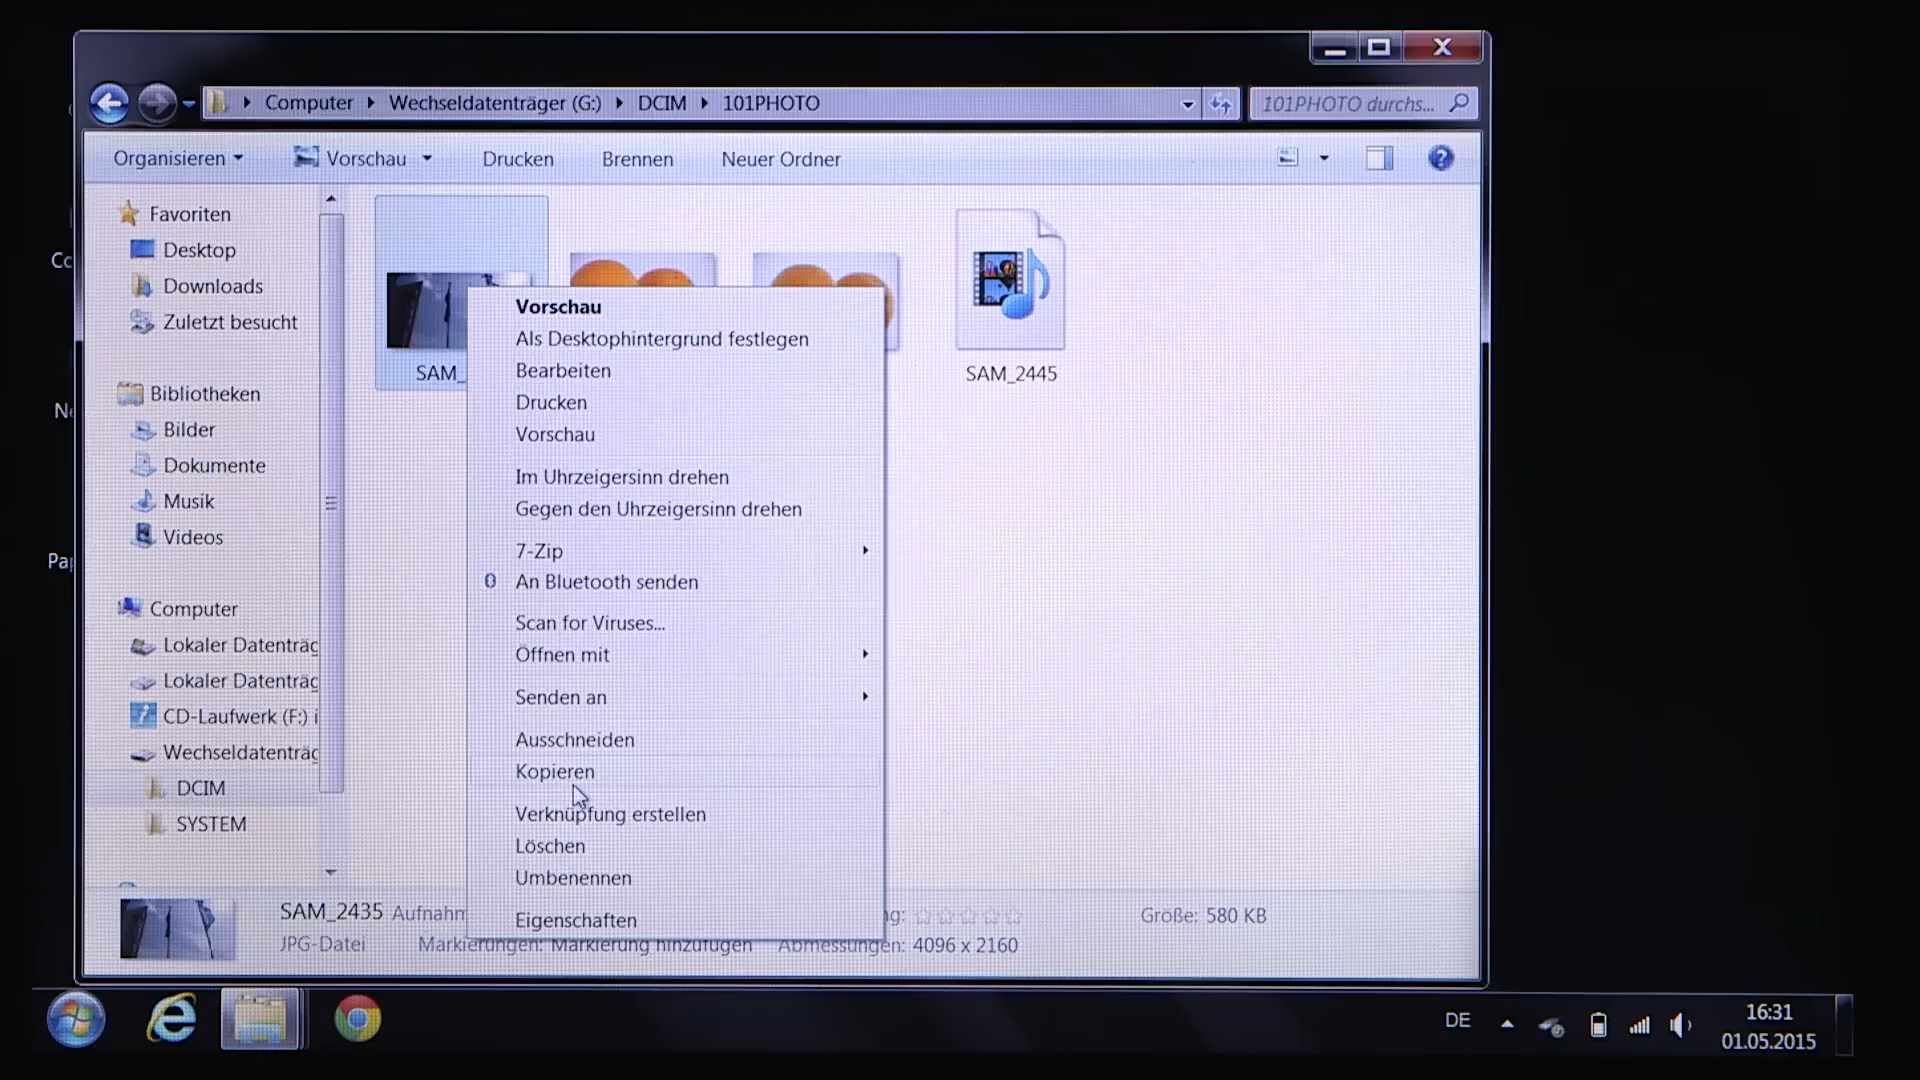 Computer Wechseldatenträger (G:) DCIM 101PHOTO
101PHOTO durchs...
Organisieren Vorschau Drucken Brennen Neuer Ordner
Favoriten
Desktop
Downloads
Zuletzt besucht
Bibliotheken
Bilder
Dokumente
Musik
Videos
Computer
Lokaler Datenträg
Lokaler Datenträg
CD-Laufwerk (F:) i
Wechseldatenträg
DCIM
SYSTEM
SAM_
SAM_2445
Vorschau
Als Desktophintergrund festlegen
Bearbeiten
Drucken
Vorschau
Im Uhrzeigersinn drehen
Gegen den Uhrzeigersinn drehen
7-Zip
An Bluetooth senden
Scan for Viruses...
Öffnen mit
Senden an
Ausschneiden
Kopieren
Verknüpfung erstellen
Löschen
Umbenennen
Eigenschaften
SAM_2435 Aufnahm ng: Größe: 580 KB
JPG-Datei Markierungen: Markierung hinzufügen Abmessungen: 4096 x 2160
DE
16:31
01.05.2015